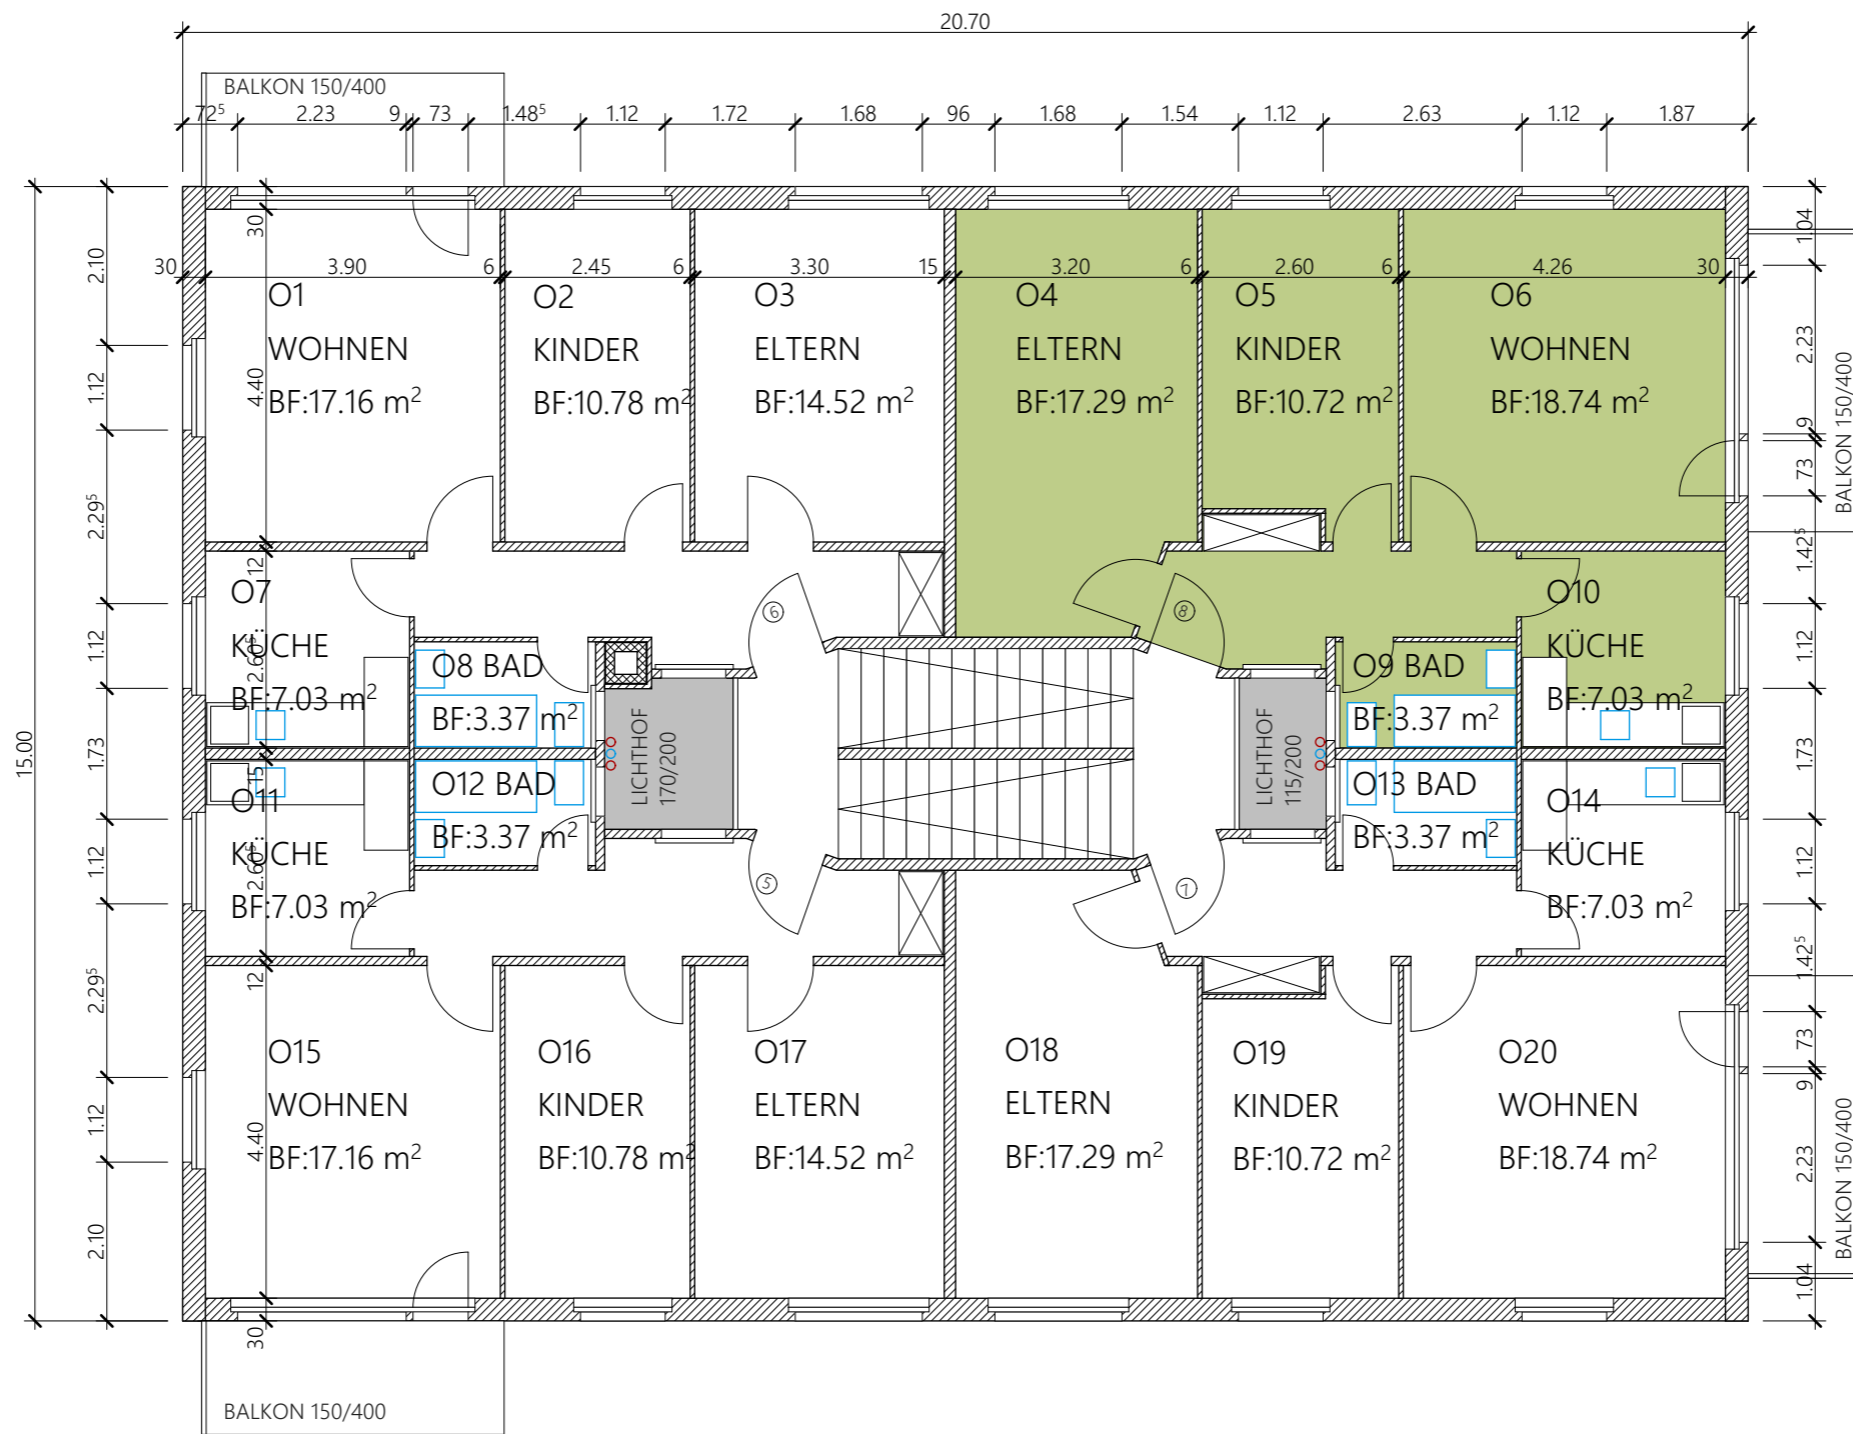 20.70
BALKON 150/400
72⁵ 2.23 9 73 1.48⁵ 1.12 1.72 1.68 96 1.68 1.54 1.12 2.63 1.12 1.87
30
30 3.90 6 2.45 6 3.30 15 3.20 6 2.60 6 4.26 30
O1
WOHNEN
BF:17.16 m²
O2
KINDER
BF:10.78 m²
O3
ELTERN
BF:14.52 m²
O4
ELTERN
BF:17.29 m²
O5
KINDER
BF:10.72 m²
O6
WOHNEN
BF:18.74 m²
4.40
12
O7
KÜCHE
BF:7.03 m²
2.60⁵
O8 BAD
BF:3.37 m²
6
8
LICHTHOF
170/200
LICHTHOF
115/200
O9 BAD
BF:3.37 m²
O10
KÜCHE
BF:7.03 m²
15
O11
KÜCHE
BF:7.03 m²
2.60⁵
O12 BAD
BF:3.37 m²
5
7
O13 BAD
BF:3.37 m²
O14
KÜCHE
BF:7.03 m²
12
O15
WOHNEN
BF:17.16 m²
O16
KINDER
BF:10.78 m²
O17
ELTERN
BF:14.52 m²
O18
ELTERN
BF:17.29 m²
O19
KINDER
BF:10.72 m²
O20
WOHNEN
BF:18.74 m²
4.40
30
BALKON 150/400
15.00
2.10
1.12
2.29⁵
1.12
1.73
1.12
2.29⁵
1.12
2.10
1.04
2.23
9
73
1.42⁵
1.12
1.73
1.12
1.42⁵
73
9
2.23
1.04
BALKON 150/400
BALKON 150/400